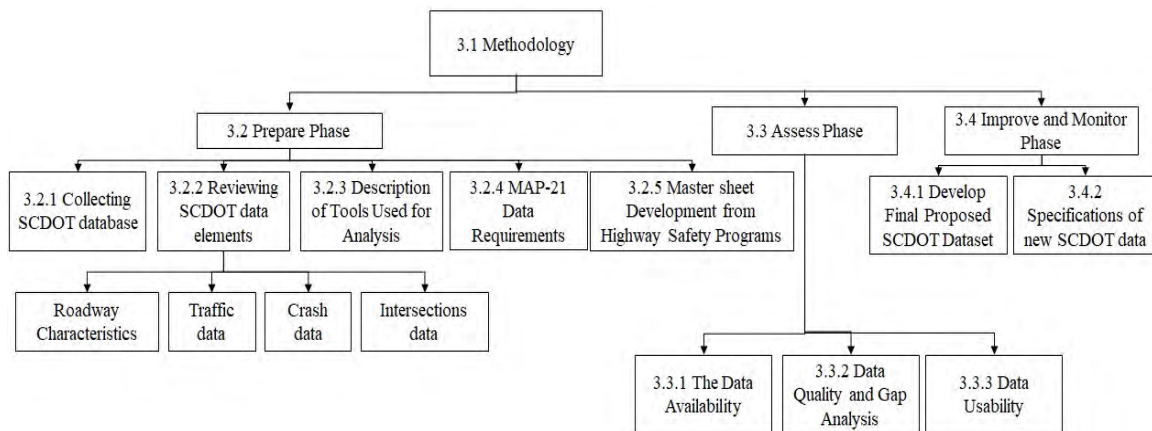 3.1 Methodology
3.2 Prepare Phase
3.3 Assess Phase
3.4 Improve and Monitor
Phase
3.2.1 Collecting
SCDOT database
3.2.2 Reviewing
SCDOT data
elements
3.2.3 Description
of Tools Used for
Analysis
3.2.4 MAP-21
Data
Requirements
3.2.5 Master sheet
Development from
Highway Safety Programs
3.4.1 Develop
Final Proposed
SCDOT Dataset
3.4.2
Specifications of
new SCDOT data
Roadway
Characteristics
Traffic
data
Crash
data
Intersections
data
3.3.1 The Data
Availability
3.3.2 Data
Quality and Gap
Analysis
3.3.3 Data
Usability